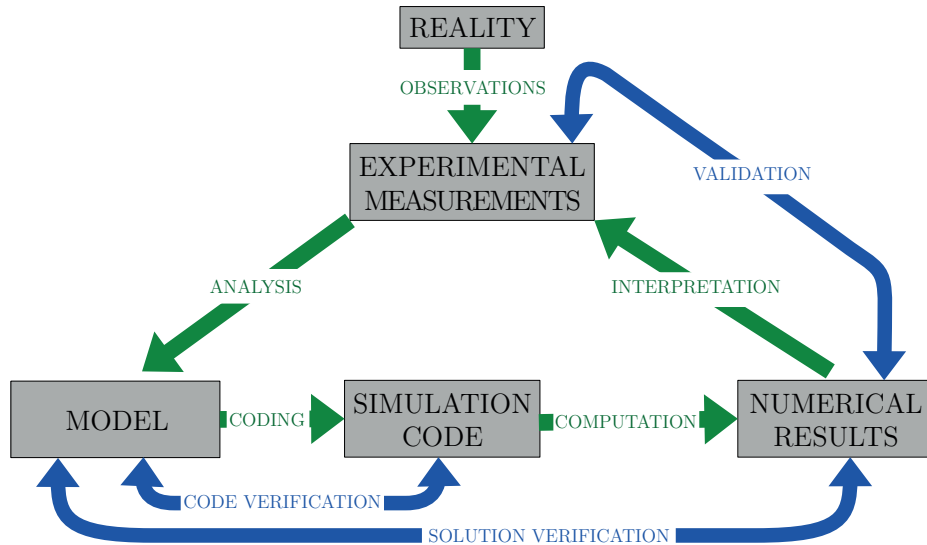 REALITY
OBSERVATIONS
EXPERIMENTAL
MEASUREMENTS
VALIDATION
ANALYSIS
INTERPRETATION
MODEL
CODING
SIMULATION
CODE
COMPUTATION
NUMERICAL
RESULTS
CODE VERIFICATION
SOLUTION VERIFICATION